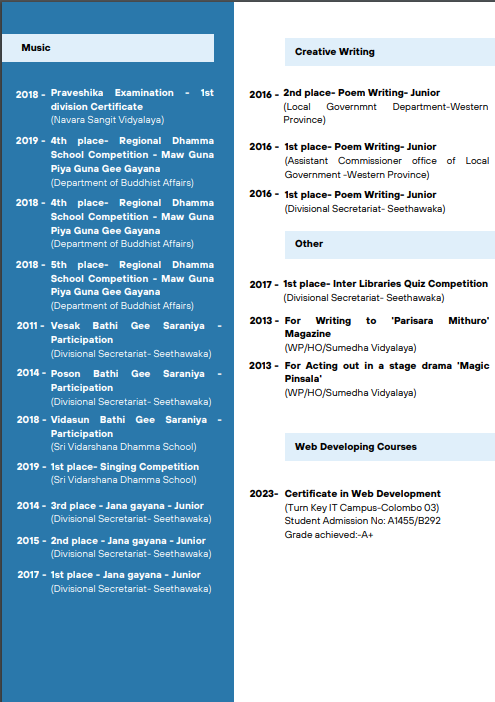 Music
2018 - Praveshika Examination - 1st
division Certificate
(Navara Sangit Vidyalaya)
2019 - 4th place- Regional Dhamma
School Competition - Maw Guna
Piya Guna Gee Gayana
(Department of Buddhist Affairs)
2018 - 4th place- Regional Dhamma
School Competition - Maw Guna
Piya Guna Gee Gayana
(Department of Buddhist Affairs)
2018 - 5th place- Regional Dhamma
School Competition - Maw Guna
Piya Guna Gee Gayana
(Department of Buddhist Affairs)
2011 - Vesak Bathi Gee Saraniya -
Participation
(Divisional Secretariat- Seethawaka)
2014 - Poson Bathi Gee Saraniya -
Participation
(Divisional Secretariat- Seethawaka)
2018 - Vidasun Bathi Gee Saraniya -
Participation
(Sri Vidarshana Dhamma School)
2019 - 1st place- Singing Competition
(Sri Vidarshana Dhamma School)
2014 - 3rd place - Jana gayana - Junior
(Divisional Secretariat- Seethawaka)
2015 - 2nd place - Jana gayana - Junior
(Divisional Secretariat- Seethawaka)
2017 - 1st place - Jana gayana - Junior
(Divisional Secretariat- Seethawaka)
Creative Writing
2016 - 2nd place- Poem Writing- Junior
(Local Governmnt Department-Western
Province)
2016 - 1st place- Poem Writing- Junior
(Assistant Commissioner office of Local
Government -Western Province)
2016 - 1st place- Poem Writing- Junior
(Divisional Secretariat- Seethawaka)
Other
2017 - 1st place- Inter Libraries Quiz Competition
(Divisional Secretariat- Seethawaka)
2013 - For Writing to 'Parisara Mithuro'
Magazine
(WP/HO/Sumedha Vidyalaya)
2013 - For Acting out in a stage drama 'Magic
Pinsala'
(WP/HO/Sumedha Vidyalaya)
Web Developing Courses
2023- Certificate in Web Development
(Turn Key IT Campus-Colombo 03)
Student Admission No: A1455/B292
Grade achieved:-A+